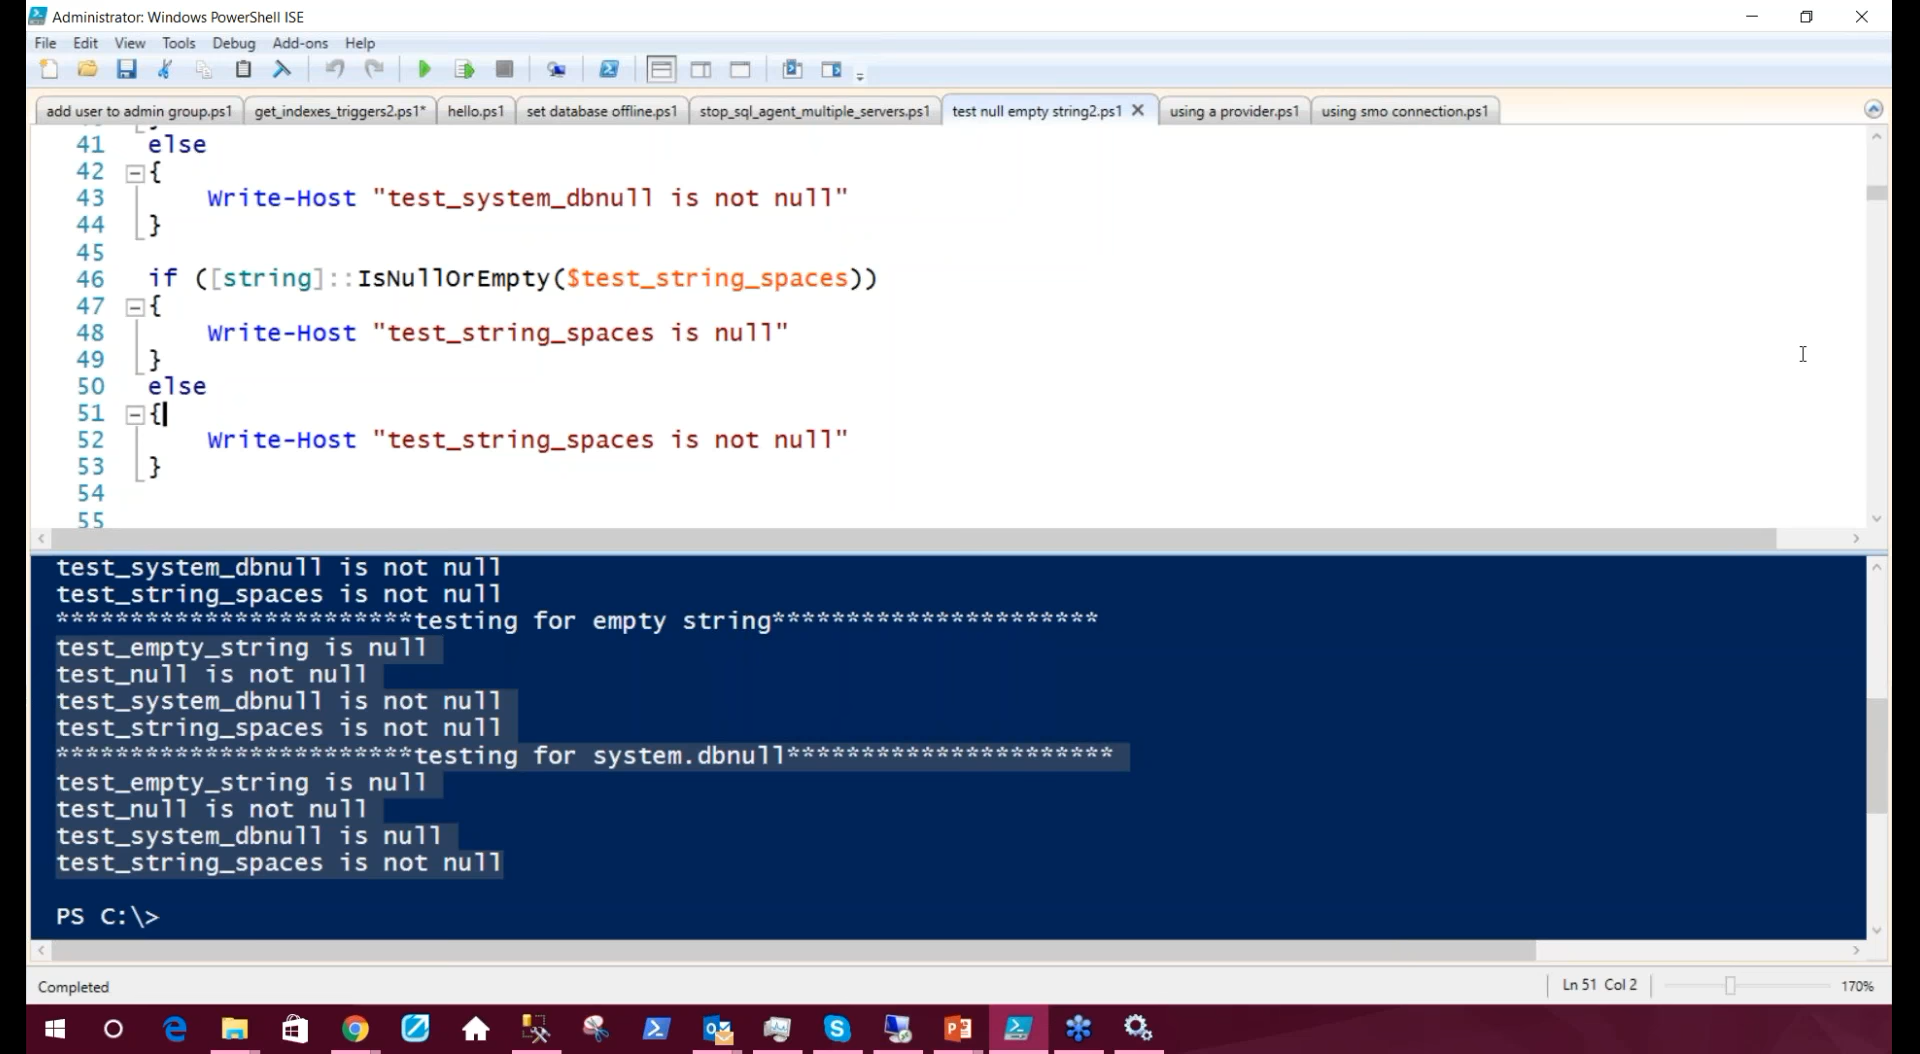 Administrator: Windows PowerShell ISE
File Edit View Tools Debug Add-ons Help
add user to admin group.ps1 get_indexes_triggers2.ps1* hello.ps1 set database offline.ps1 stop_sql_agent_multiple_servers.ps1 test null empty string2.ps1 using a provider.ps1 using smo connection.ps1
41 else
42 {
43 Write-Host "test_system_dbnull is not null"
44 }
45
46 if ([string]::IsNullOrEmpty($test_string_spaces))
47 {
48 Write-Host "test_string_spaces is null"
49 }
50 else
51 {
52 Write-Host "test_string_spaces is not null"
53 }
54
55
test_system_dbnull is not null
test_string_spaces is not null
************************testing for empty string**********************
test_empty_string is null
test_null is not null
test_system_dbnull is not null
test_string_spaces is not null
************************testing for system.dbnull**********************
test_empty_string is null
test_null is not null
test_system_dbnull is null
test_string_spaces is not null
PS C:\>
Completed Ln 51 Col 2 170%